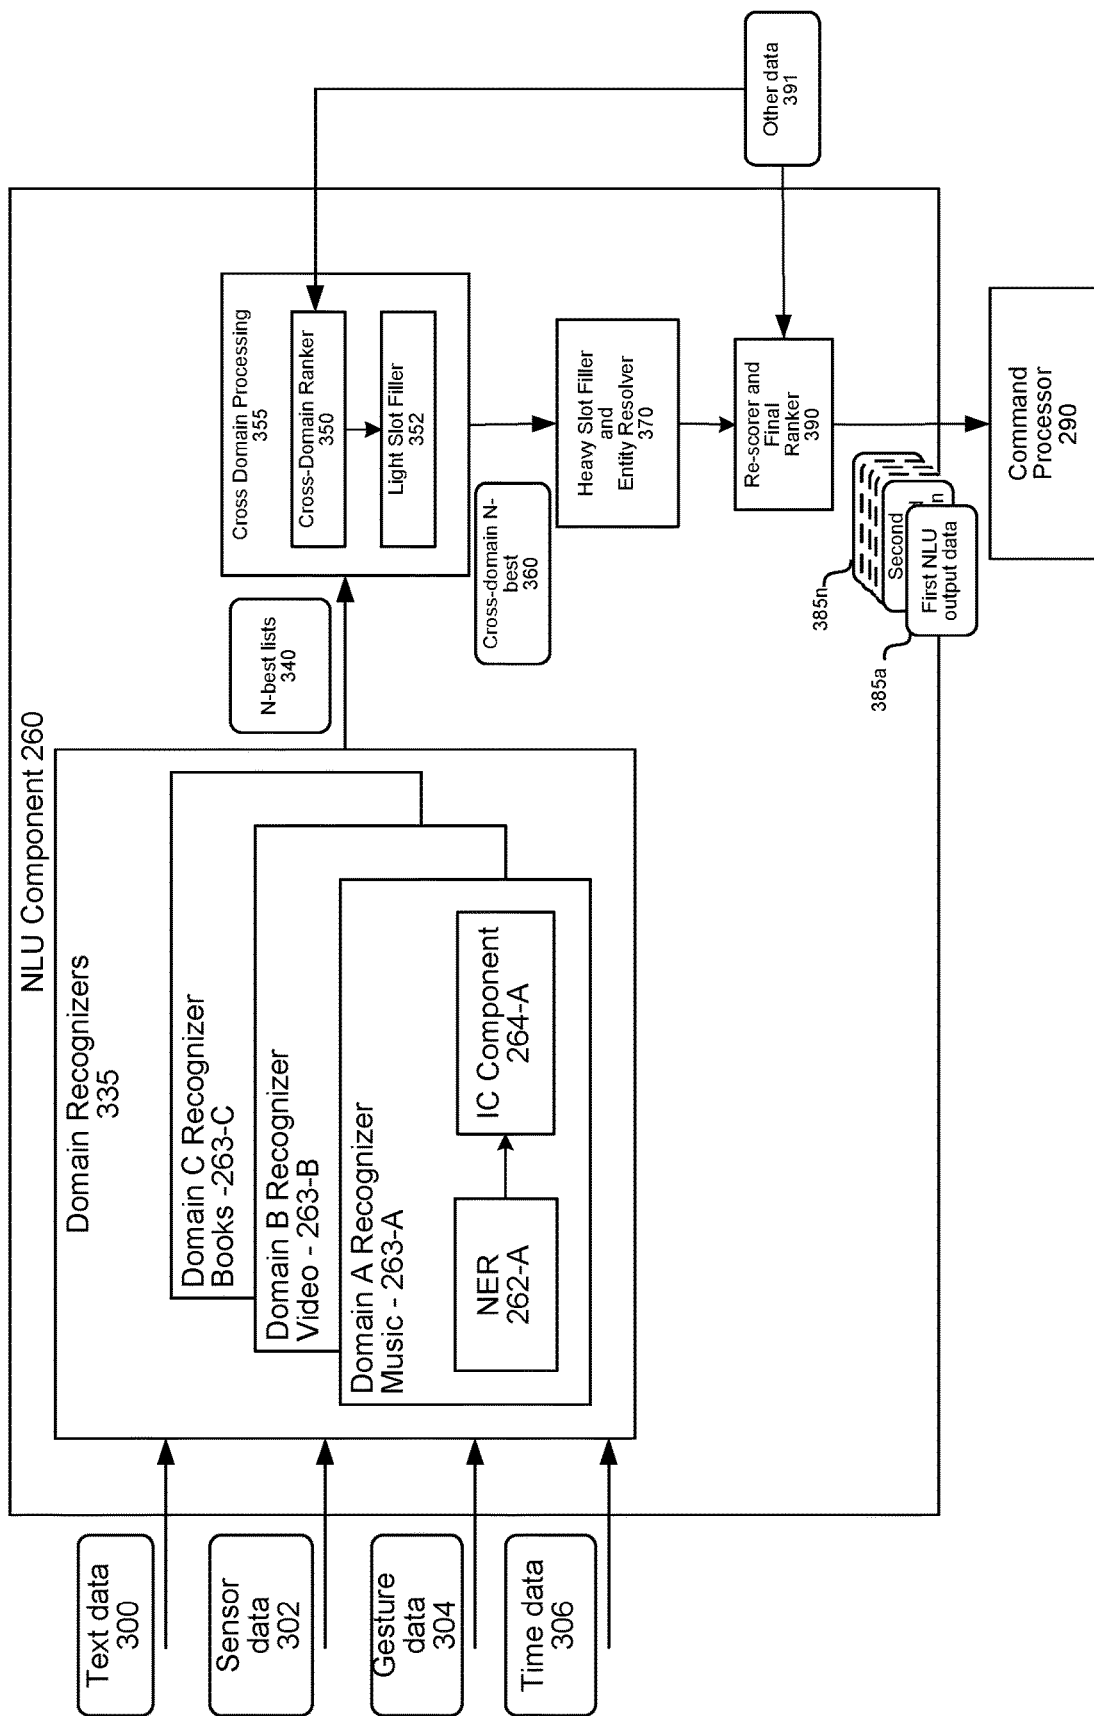 NLU Component 260
Text data
300
Sensor
data
302
Gesture
data
304
Time data
306
Domain Recognizers
335
Domain C Recognizer
Books -263-C
Domain B Recognizer
Video - 263-B
Domain A Recognizer
Music - 263-A
NER
262-A
IC Component
264-A
N-best lists
340
Cross Domain Processing
355
Cross-Domain Ranker
350
Light Slot Filler
352
Cross-domain N-
best
360
Heavy Slot Filler
and
Entity Resolver
370
Re-scorer and
Final
Ranker
390
Other data
391
385n
385a
Second
n
First NLU
output data
Command
Processor
290